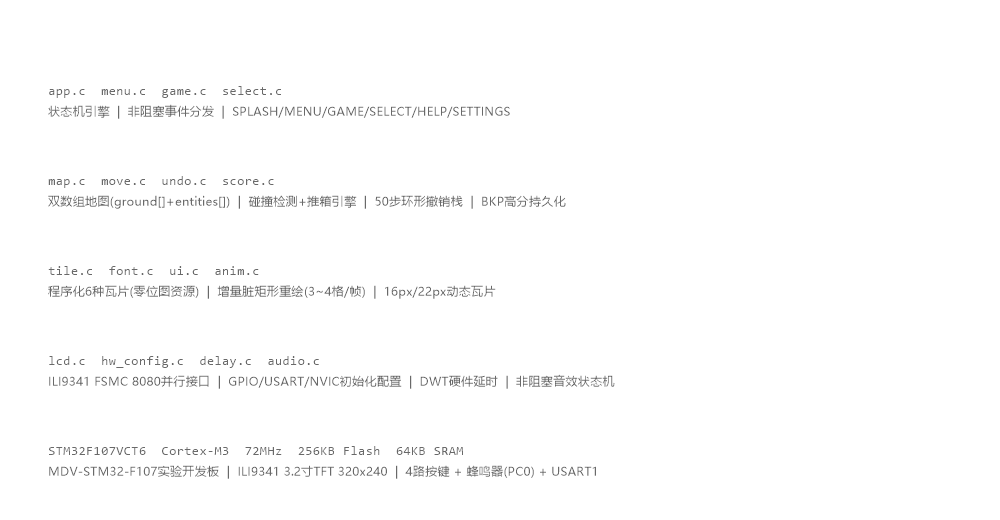 app.c  menu.c  game.c  select.c
状态机引擎 | 非阻塞事件分发 | SPLASH/MENU/GAME/SELECT/HELP/SETTINGS
map.c  move.c  undo.c  score.c
双数组地图(ground[]+entities[]) | 碰撞检测+推箱引擎 | 50步环形撤销栈 | BKP高分持久化
tile.c  font.c  ui.c  anim.c
程序化6种瓦片(零位图资源) | 增量脏矩形重绘(3~4格/帧) | 16px/22px动态瓦片
lcd.c  hw_config.c  delay.c  audio.c
ILI9341 FSMC 8080并行接口 | GPIO/USART/NVIC初始化配置 | DWT硬件延时 | 非阻塞音效状态机
STM32F107VCT6  Cortex-M3  72MHz  256KB Flash  64KB SRAM
MDV-STM32-F107实验开发板 | ILI9341 3.2寸TFT 320x240 | 4路按键 + 蜂鸣器(PC0) + USART1